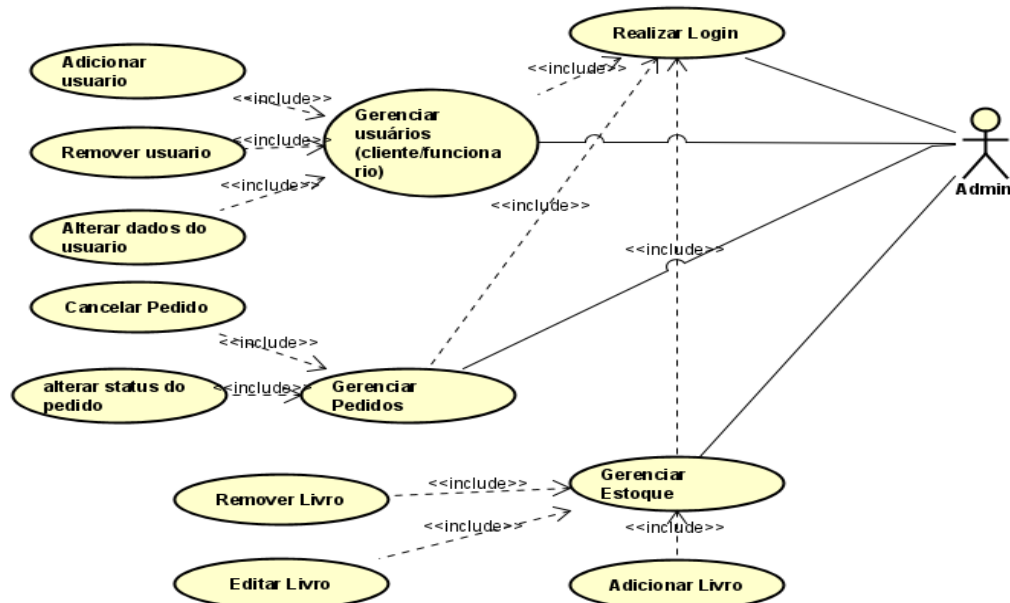 Realizar Login
Adicionar
usuario
<<include>>
<<include>>
Gerenciar
usuários
(cliente/funciona
rio)
Remover usuario
<<include>>
<<include>>
Alterar dados do
usuario
<<include>>
Admin
<<include>>
Cancelar Pedido
<<include>>
alterar status do
pedido
<<include>>
Gerenciar
Pedidos
Gerenciar
Estoque
Remover Livro
<<include>>
<<include>>
<<include>>
Editar Livro
Adicionar Livro